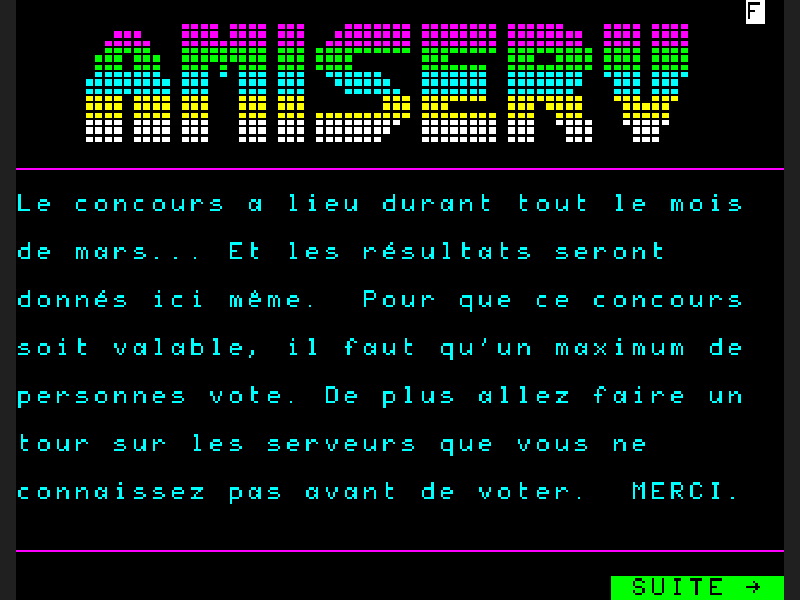 F
AMISERV
Le concours a lieu durant tout le mois
de mars... Et les résultats seront
donnés ici même.  Pour que ce concours
soit valable, il faut qu'un maximum de
personnes vote. De plus allez faire un
tour sur les serveurs que vous ne
connaissez pas avant de voter.  MERCI.
SUITE →